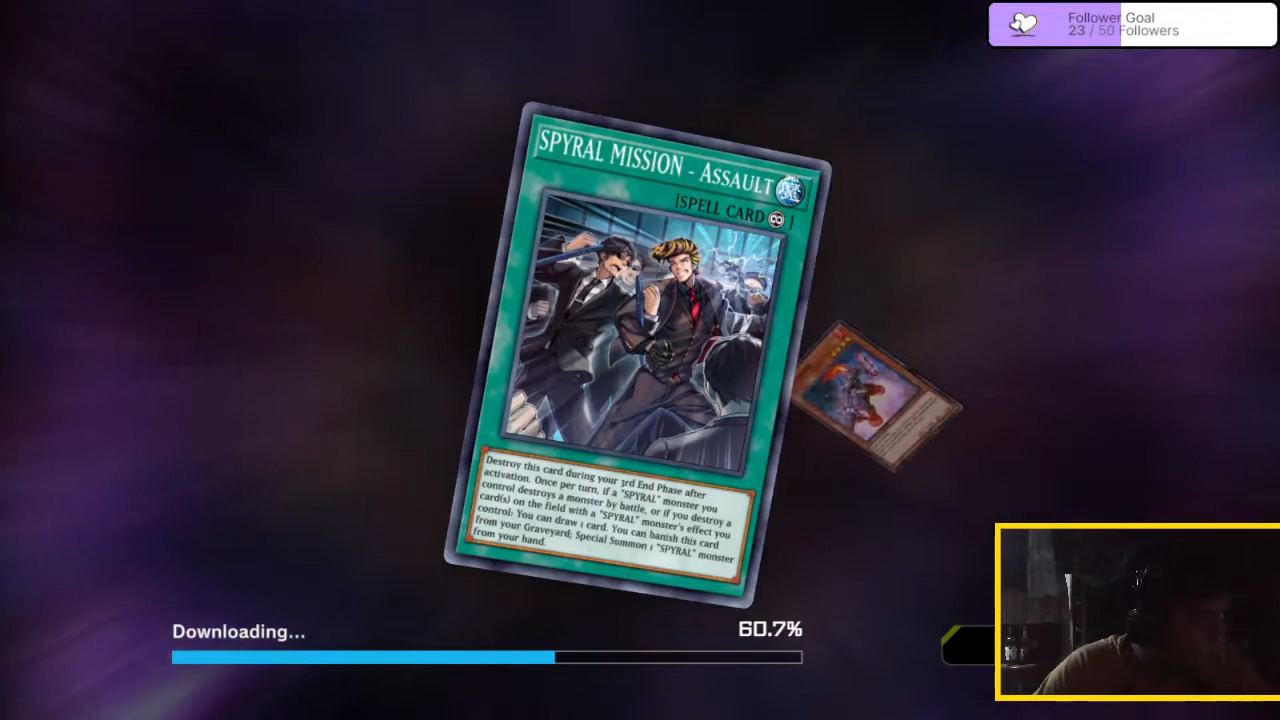 Follower Goal
23 / 50 Followers
SPYRAL MISSION - ASSAULT
[SPELL CARD ]
Destroy this card during your 3rd End Phase after
activation. Once per turn, if a "SPYRAL" monster you
control destroys a monster by battle, or if you destroy a
card(s) on the field with a "SPYRAL" monster's effect you
control: You can draw 1 card. You can banish this card
from your Graveyard; Special Summon 1 "SPYRAL" monster
from your hand.
Downloading...
60.7%